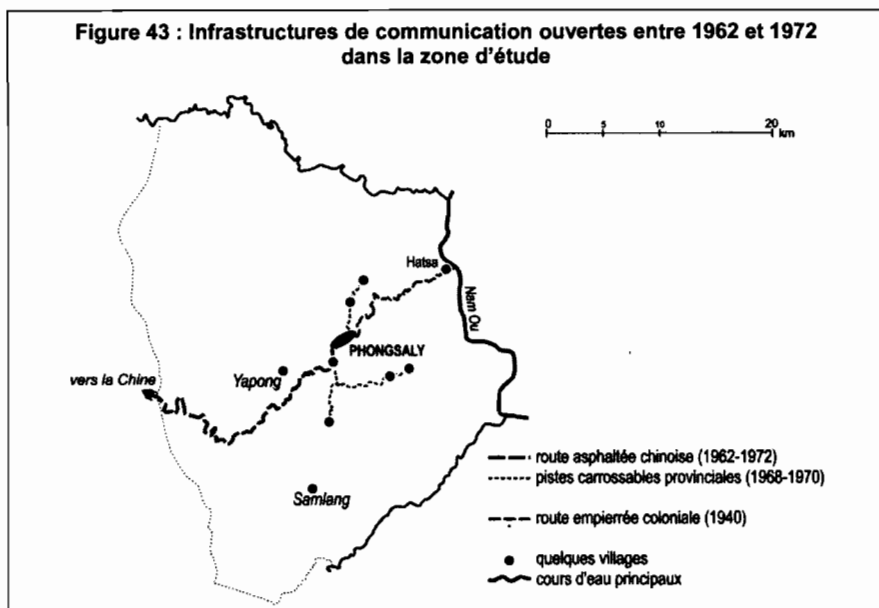 Figure 43 : Infrastructures de communication ouvertes entre 1962 et 1972
dans la zone d'étude
0 5 10 20
km
Hatsa
Nam Ou
PHONGSALY
Yapong
vers la Chine
Samlang
route asphaltée chinoise (1962-1972)
pistes carrossables provinciales (1968-1970)
route empierrée coloniale (1940)
quelques villages
cours d'eau principaux